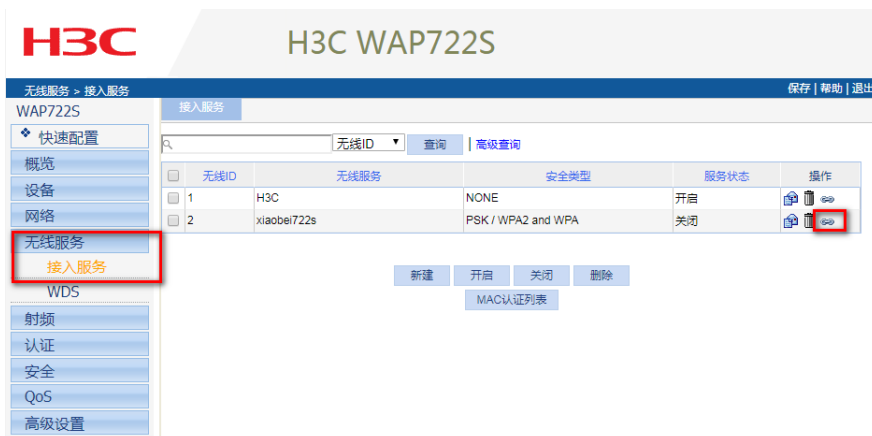 H3C
H3C WAP722S
无线服务 > 接入服务
保存 | 帮助 | 退出
WAP722S
接入服务
快速配置
无线ID
查询
高级查询
概览
无线ID 无线服务 安全类型 服务状态 操作
设备
1 H3C NONE 开启
网络
2 xiaobei722s PSK / WPA2 and WPA 关闭
无线服务
接入服务
新建 开启 关闭 删除
WDS
MAC认证列表
射频
认证
安全
QoS
高级设置